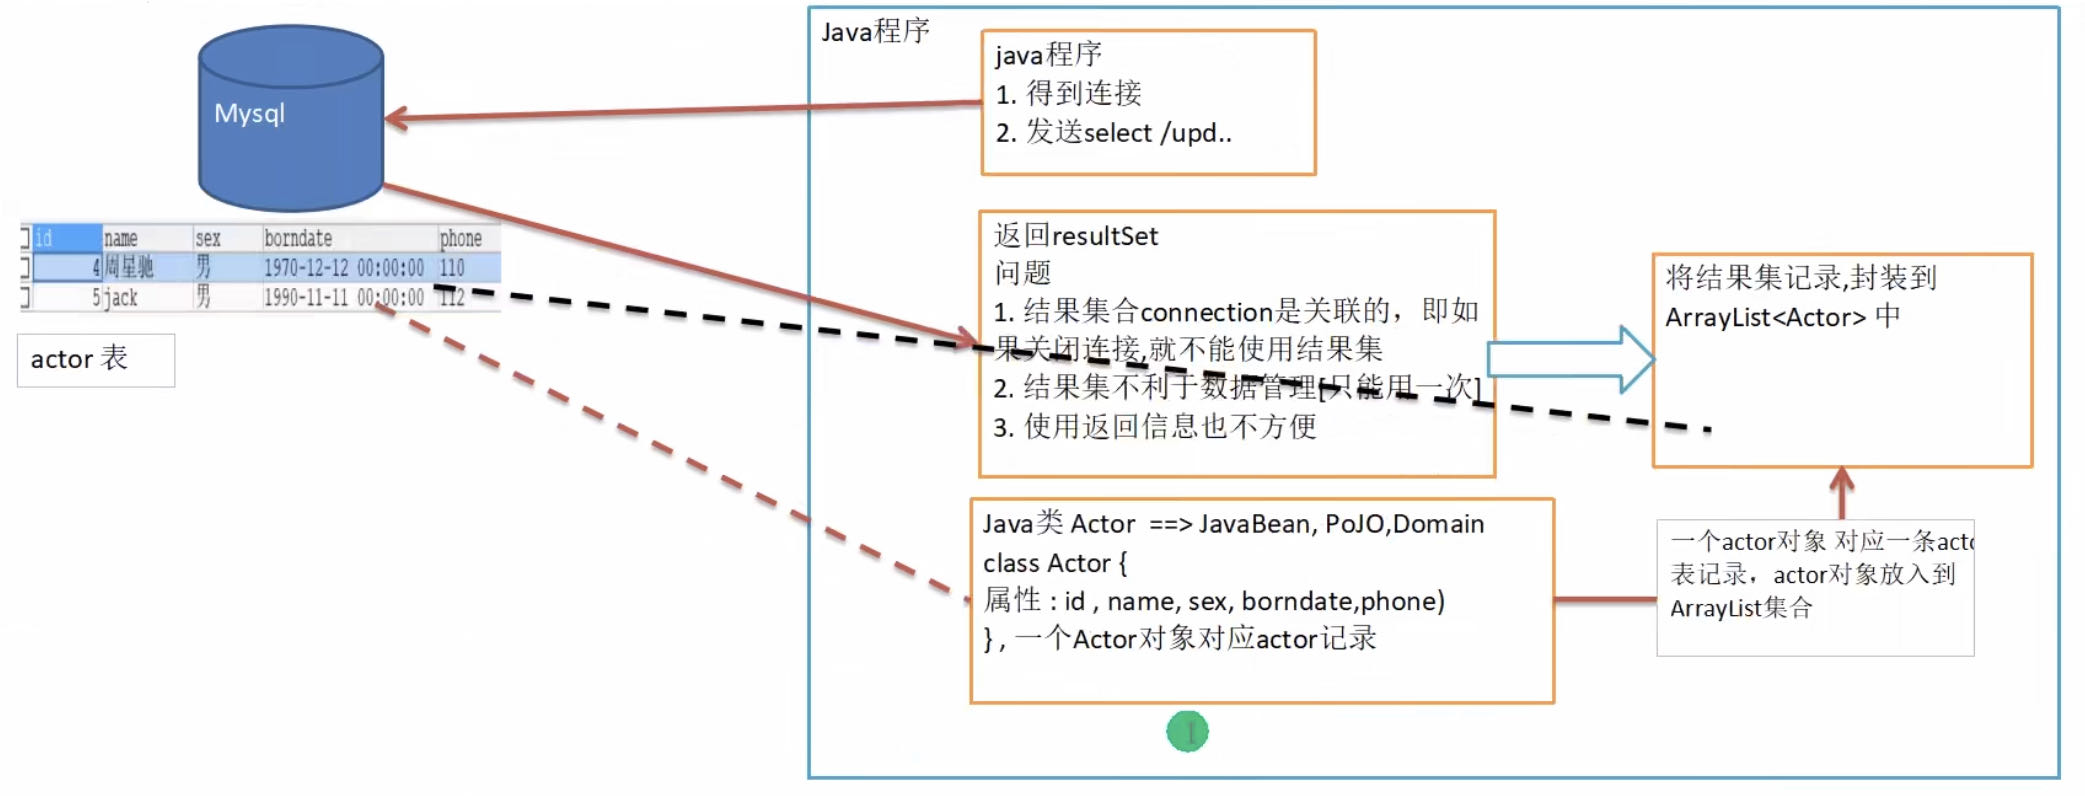 Java程序
java程序
1. 得到连接
2. 发送select /upd..
Mysql
id name sex borndate phone
4 周星驰 男 1970-12-12 00:00:00 110
5 jack 男 1990-11-11 00:00:00 112
actor 表
返回resultSet
问题
1. 结果集合connection是关联的，即如
果关闭连接,就不能使用结果集
2. 结果集不利于数据管理[只能用一次]
3. 使用返回信息也不方便
将结果集记录,封装到
ArrayList<Actor> 中
Java类 Actor ==> JavaBean, PoJO,Domain
class Actor {
属性 : id , name, sex, borndate,phone)
} , 一个Actor对象对应actor记录
一个actor对象 对应一条acto
表记录，actor对象放入到
ArrayList集合